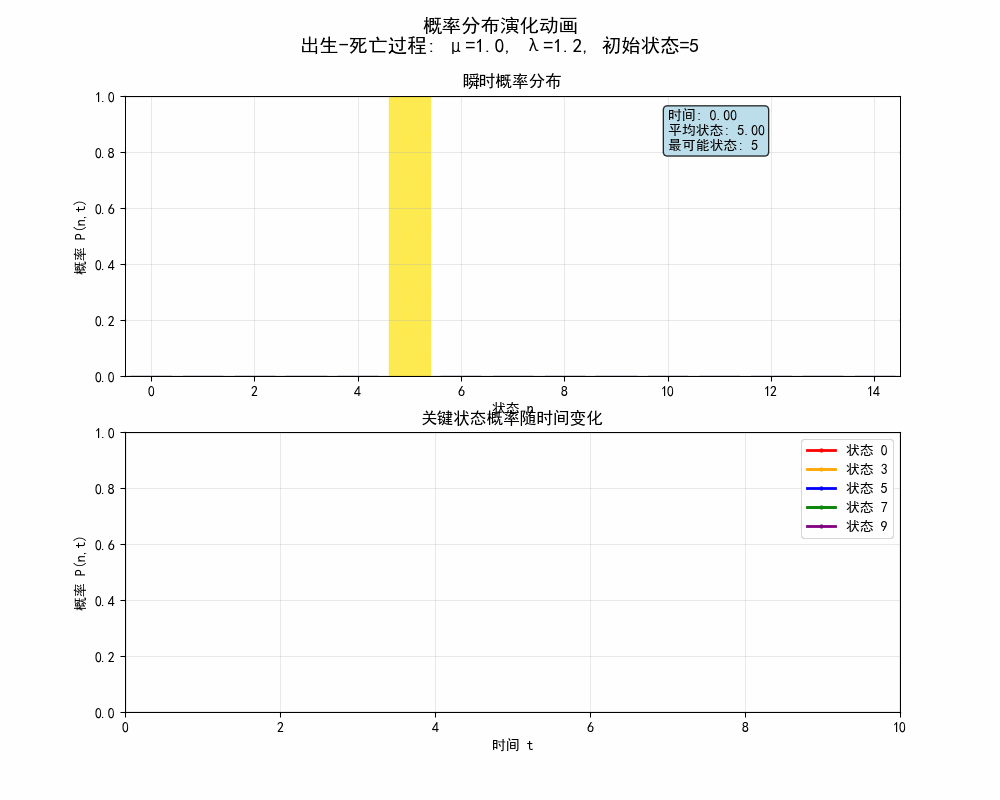 概率分布演化动画
出生-死亡过程: μ=1.0, λ=1.2, 初始状态=5
瞬时概率分布
时间: 0.00
平均状态: 5.00
最可能状态: 5
概率 P(n,t)
1.0
0.8
0.6
0.4
0.2
0.0
0 2 4 6 8 10 12 14
状态 n
关键状态概率随时间变化
状态 0
状态 3
状态 5
状态 7
状态 9
概率 P(n,t)
1.0
0.8
0.6
0.4
0.2
0.0
0 2 4 6 8 10
时间 t